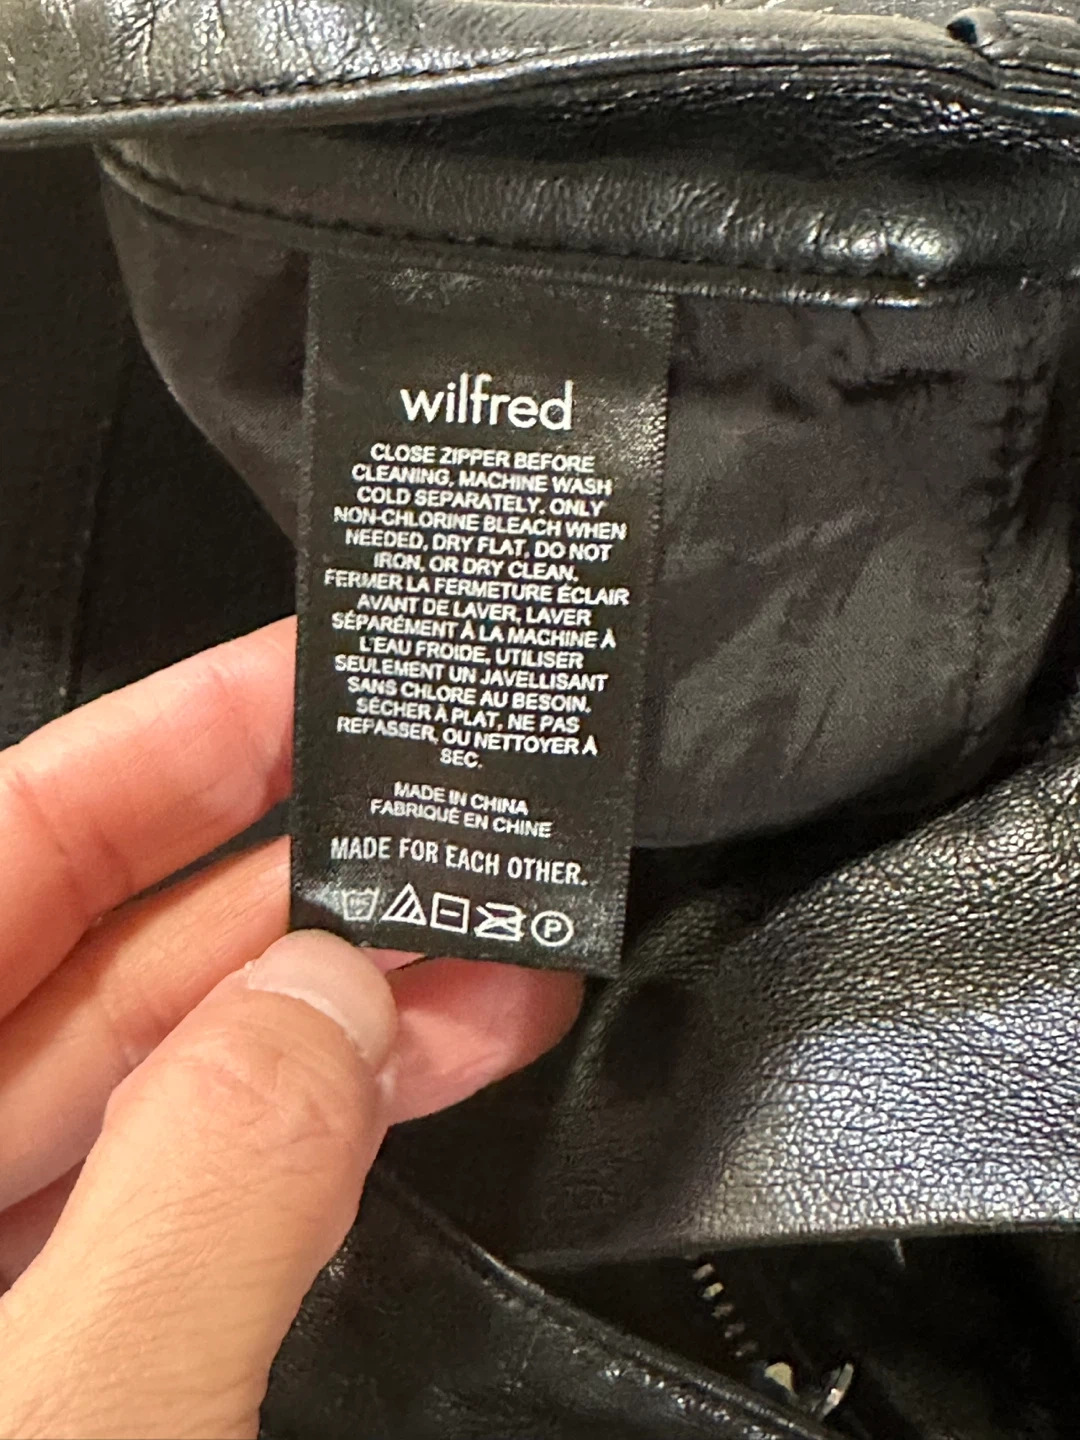 wilfred
CLOSE ZIPPER BEFORE
CLEANING, MACHINE WASH
COLD SEPARATELY, ONLY
NON-CHLORINE BLEACH WHEN
NEEDED, DRY FLAT, DO NOT
IRON, OR DRY CLEAN.
FERMER LA FERMETURE ÉCLAIR
AVANT DE LAVER, LAVER
SÉPARÉMENT À LA MACHINE À
L'EAU FROIDE, UTILISER
SEULEMENT UN JAVELLISANT
SANS CHLORE AU BESOIN,
SÉCHER À PLAT, NE PAS
REPASSER, OU NETTOYER À
SEC.
MADE IN CHINA
FABRIQUÉ EN CHINE
MADE FOR EACH OTHER.
P